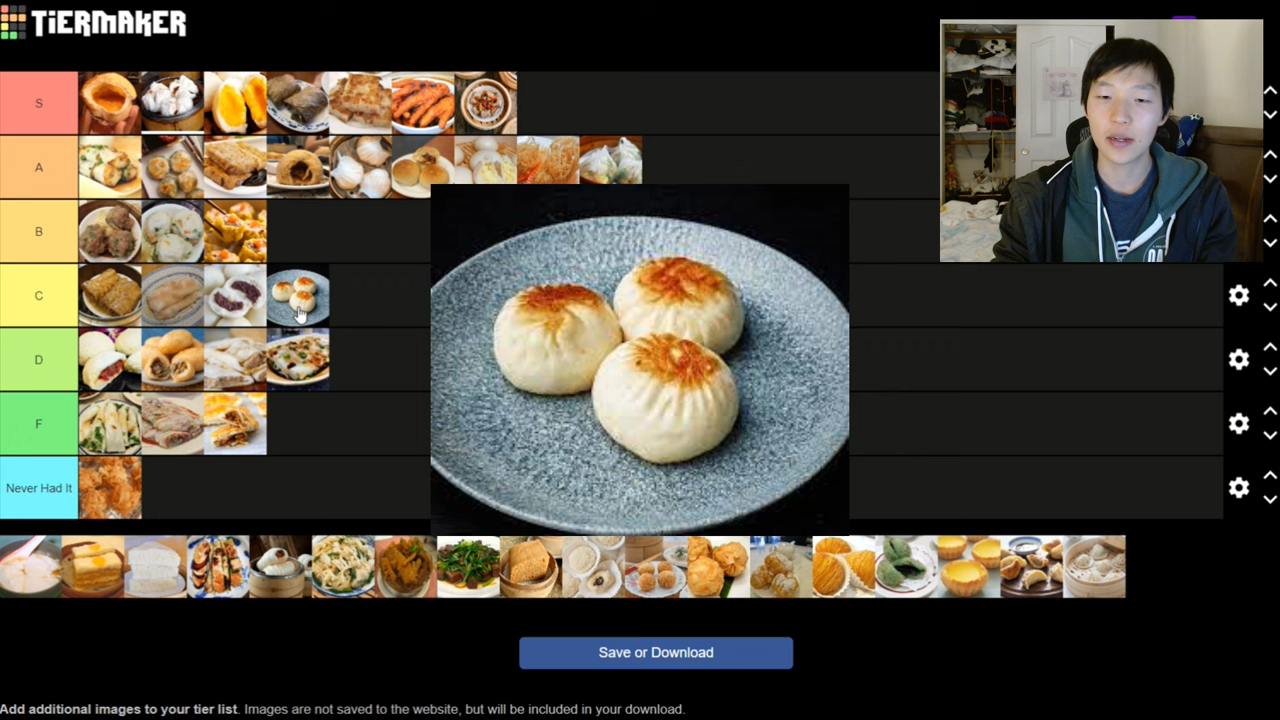 TIERMAKER
S
A
B
C
D
F
Never Had It
Save or Download
Add additional images to your tier list. Images are not saved to the website, but will be included in your download.